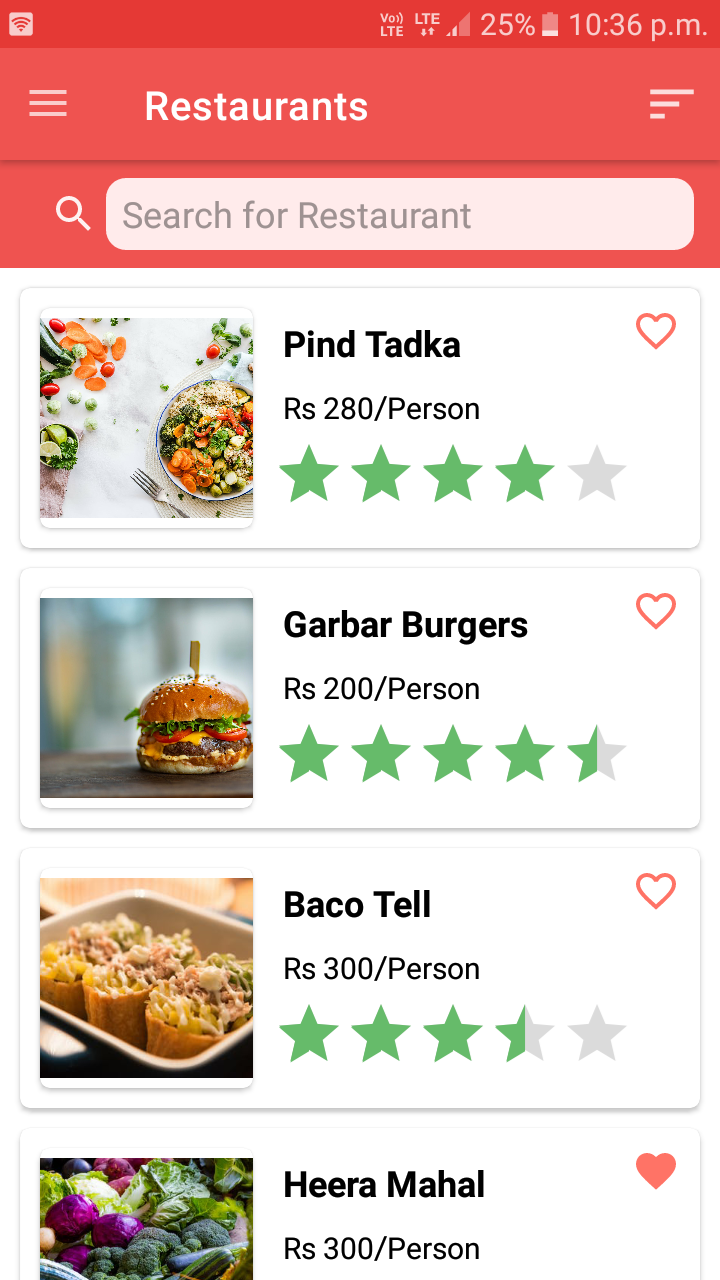 Vo)) LTE LTE 25% 10:36 p.m.
Restaurants
Search for Restaurant
Pind Tadka
Rs 280/Person
Garbar Burgers
Rs 200/Person
Baco Tell
Rs 300/Person
Heera Mahal
Rs 300/Person